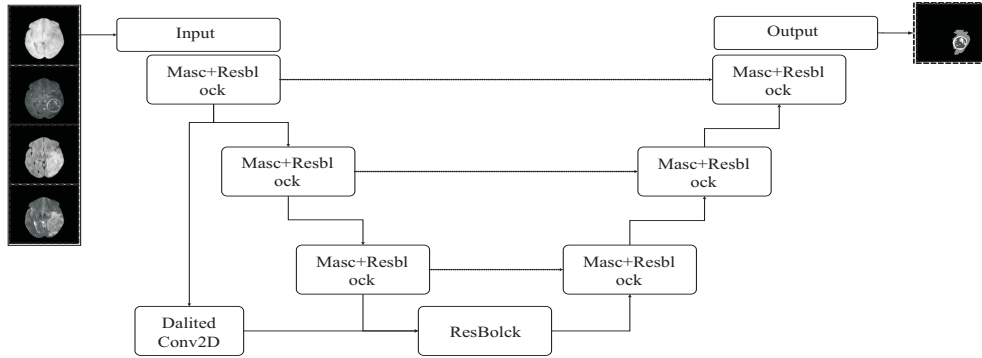 Input
Output
Masc+Resbl
ock
Masc+Resbl
ock
Masc+Resbl
ock
Masc+Resbl
ock
Masc+Resbl
ock
Masc+Resbl
ock
Dalited
Conv2D
ResBolck